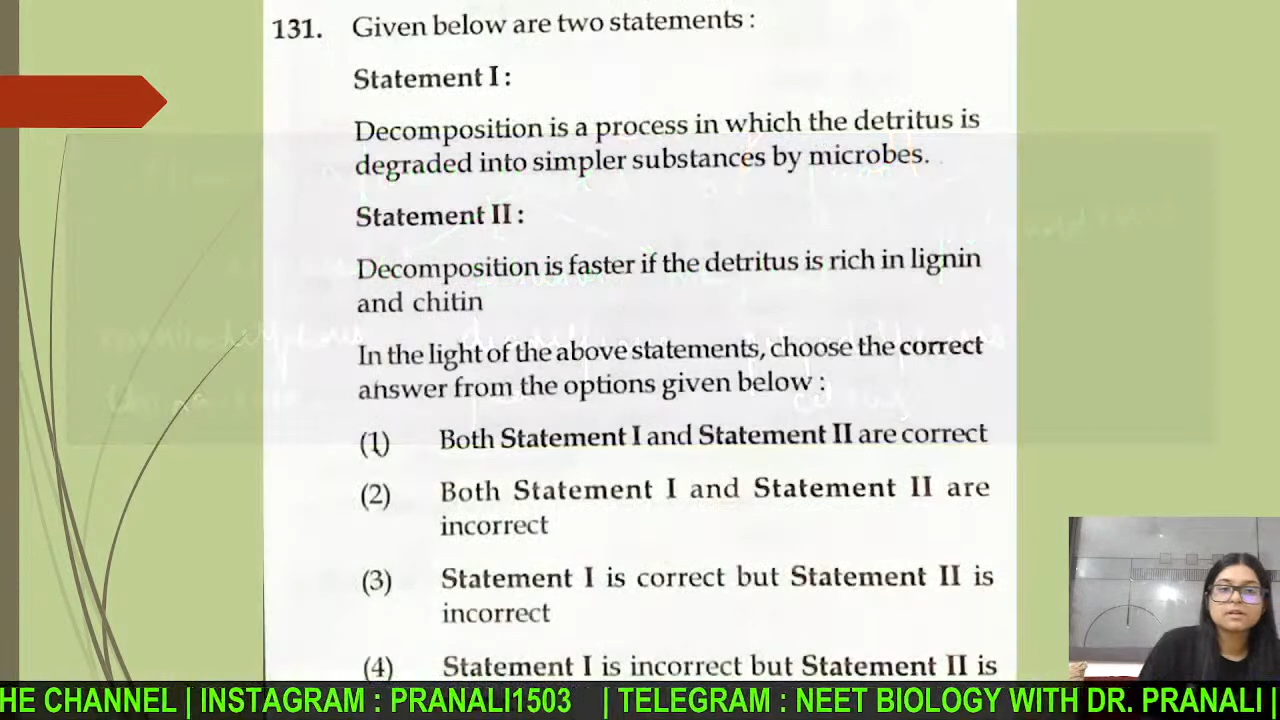 131. Given below are two statements :
Statement I :
Decomposition is a process in which the detritus is
degraded into simpler substances by microbes.
Statement II :
Decomposition is faster if the detritus is rich in lignin
and chitin
In the light of the above statements, choose the correct
answer from the options given below :
(1) Both Statement I and Statement II are correct
(2) Both Statement I and Statement II are
incorrect
(3) Statement I is correct but Statement II is
incorrect
(4) Statement I is incorrect but Statement II is
HE CHANNEL | INSTAGRAM : PRANALI1503 | TELEGRAM : NEET BIOLOGY WITH DR. PRANALI |